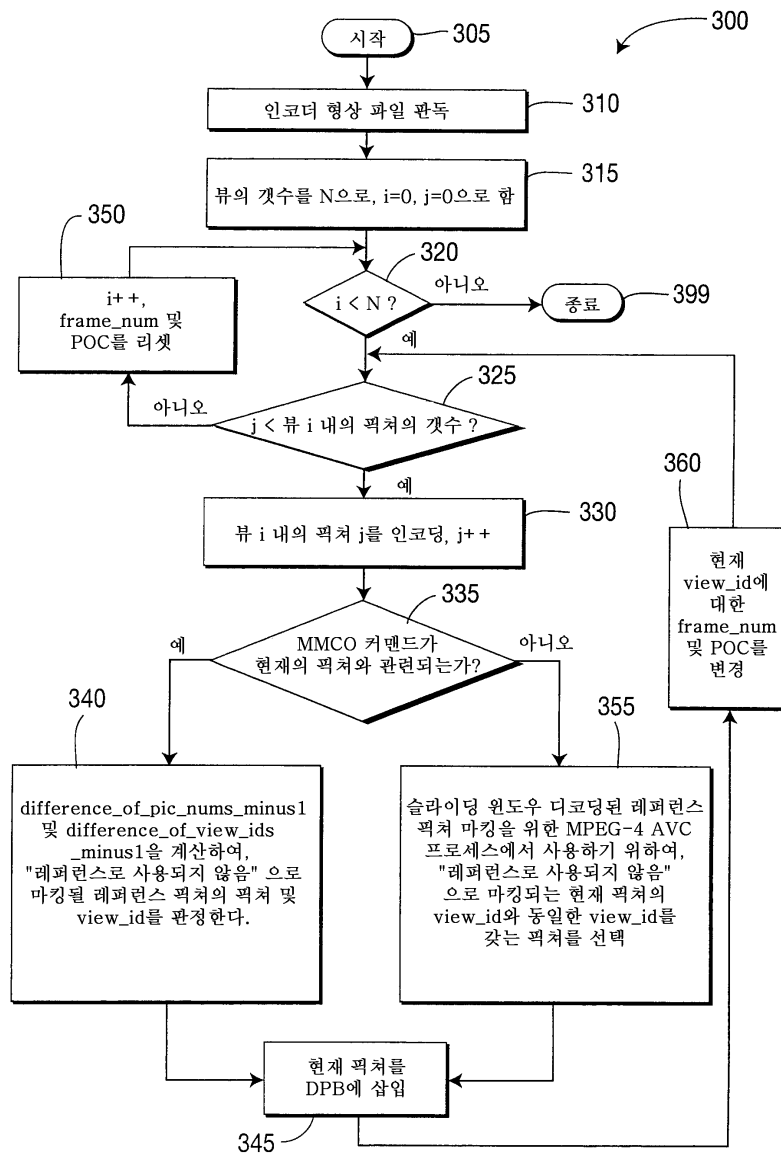 시작
305
300
인코더 형상 파일 판독
310
뷰의 갯수를 N으로, i=0, j=0으로 함
315
350
i++,
frame_num 및
POC를 리셋
320
i < N ?
아니오
종료
399
예
325
j < 뷰 i 내의 픽쳐의 갯수 ?
아니오
예
뷰 i 내의 픽쳐 j를 인코딩, j++
330
360
현재
view_id에
대한
frame_num
및 POC를
변경
335
MMCO 커맨드가
현재의 픽쳐와 관련되는가?
예
아니오
340
difference_of_pic_nums_minus1
및 difference_of_view_ids
_minus1을 계산하여,
"레퍼런스로 사용되지 않음" 으로
마킹될 레퍼런스 픽쳐의 픽쳐 및
view_id를 판정한다.
355
슬라이딩 윈도우 디코딩된 레퍼런스
픽쳐 마킹을 위한 MPEG-4 AVC
프로세스에서 사용하기 위하여,
"레퍼런스로 사용되지 않음"
으로 마킹되는 현재 픽쳐의
view_id와 동일한 view_id를
갖는 픽쳐를 선택
현재 픽쳐를
DPB에 삽입
345